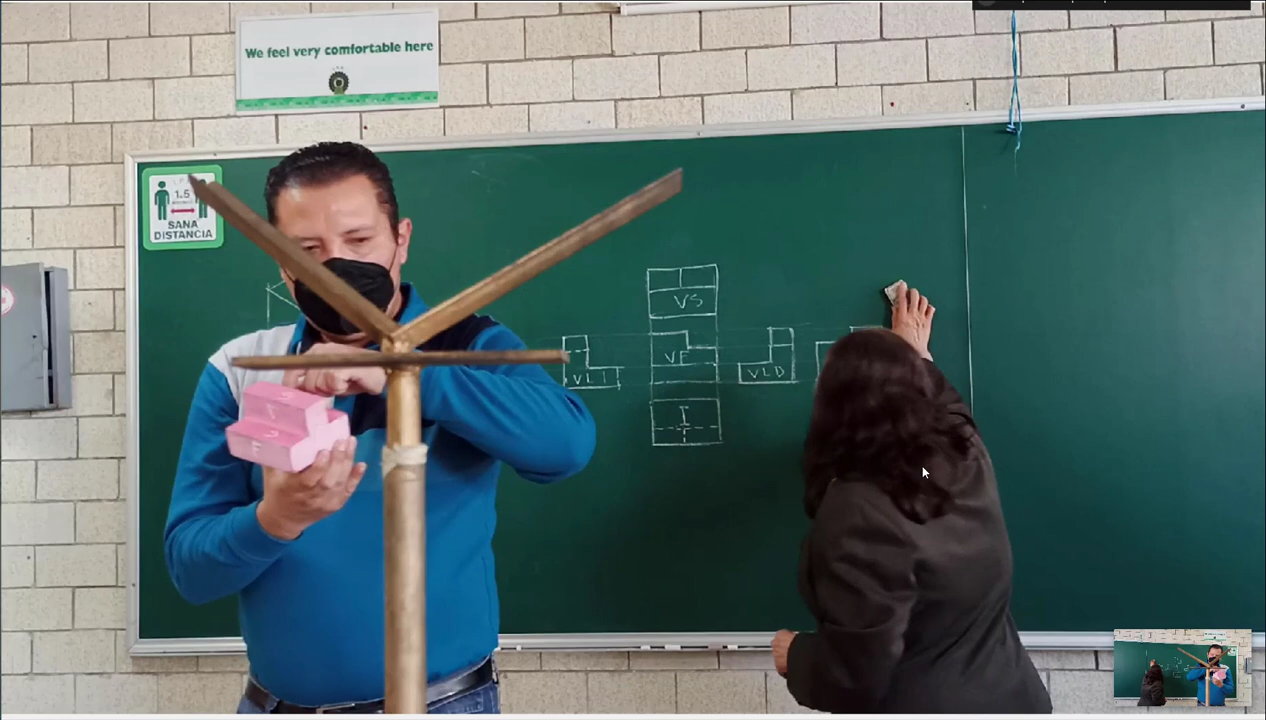 We feel very comfortable here
1.5
SANA
DISTANCIA
VS
VF
VLI
VLD
I